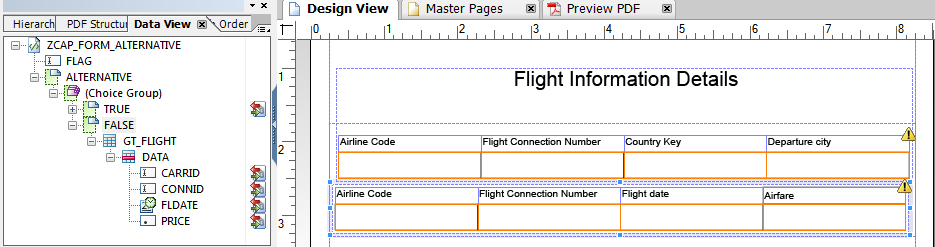 Hierarch PDF Structu Data View Order
ZCAP_FORM_ALTERNATIVE
FLAG
ALTERNATIVE
(Choice Group)
TRUE
FALSE
GT_FLIGHT
DATA
CARRID
CONNID
FLDATE
PRICE
Design View Master Pages Preview PDF
0 1 2 3 4 5 6 7 8
1
2
3
Flight Information Details
Airline Code Flight Connection Number Country Key Departure city
Airline Code Flight Connection Number Flight date Airfare